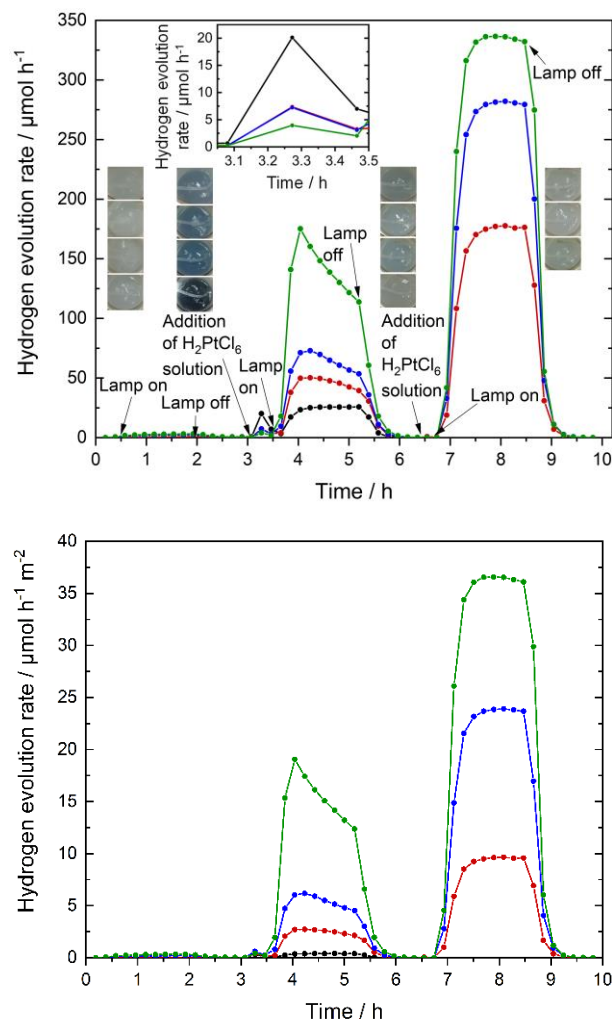 Hydrogen evolution rate / µmol h⁻¹
350
300
250
200
150
100
50
0
Hydrogen evolution
rate / µmol h⁻¹
20
15
10
5
0
3.1 3.2 3.3 3.4 3.5
Time / h
Lamp off
Lamp
off
Addition
of H₂PtCl₆
solution
Lamp
on
Addition
of H₂PtCl₆
solution
Lamp on
Lamp off
Lamp on
0 1 2 3 4 5 6 7 8 9 10
Time / h
Hydrogen evolution rate / µmol h⁻¹ m⁻²
40
35
30
25
20
15
10
5
0
0 1 2 3 4 5 6 7 8 9 10
Time / h